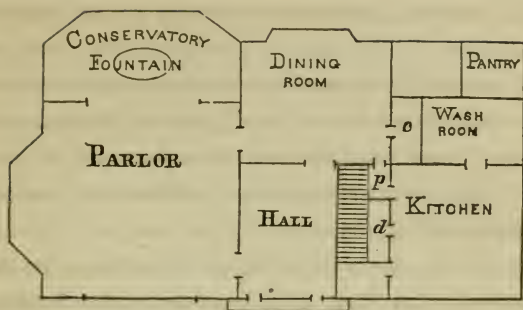 CONSERVATORY
FOUNTAIN
DINING
ROOM
PANTRY
WASH
ROOM
o
PARLOR
p
HALL
KITCHEN
d